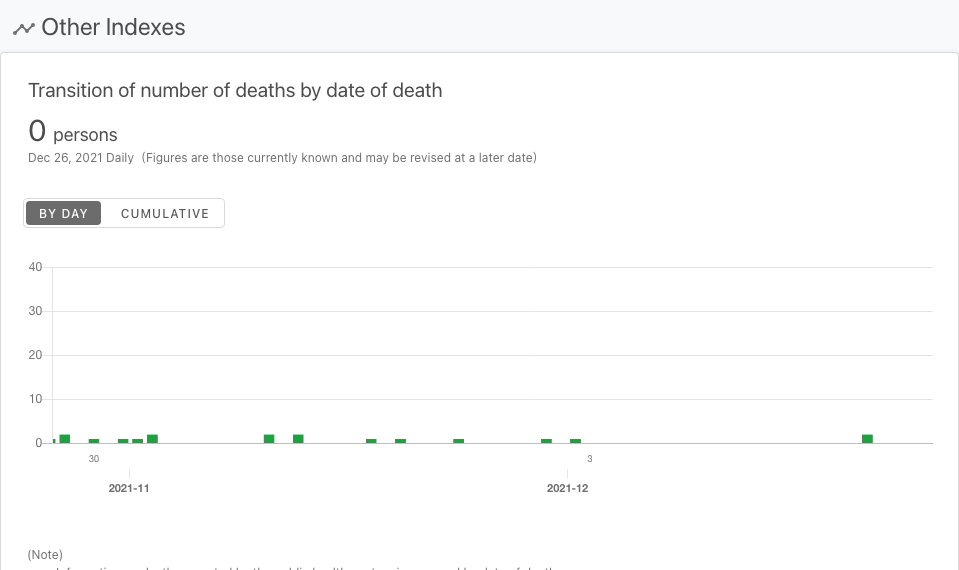 Other Indexes
Transition of number of deaths by date of death
0 persons
Dec 26, 2021 Daily (Figures are those currently known and may be revised at a later date)
BY DAY CUMULATIVE
40
30
20
10
0
30 3
2021-11 2021-12
(Note)